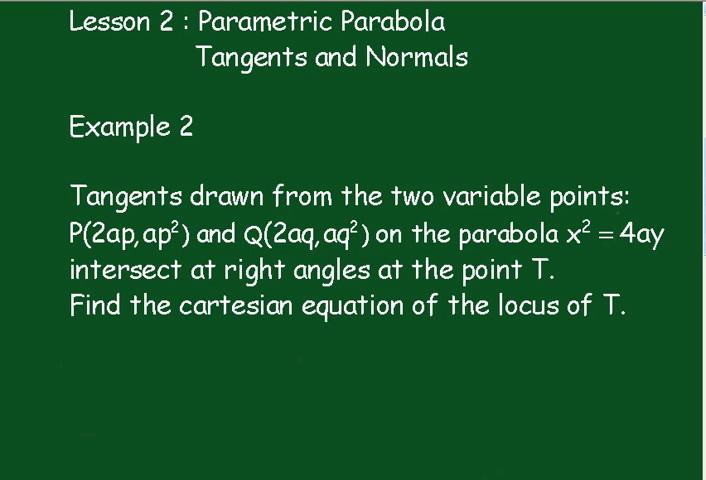 Lesson 2 : Parametric Parabola
Tangents and Normals
Example 2
Tangents drawn from the two variable points:
P(2ap, ap²) and Q(2aq, aq²) on the parabola x² = 4ay
intersect at right angles at the point T.
Find the cartesian equation of the locus of T.